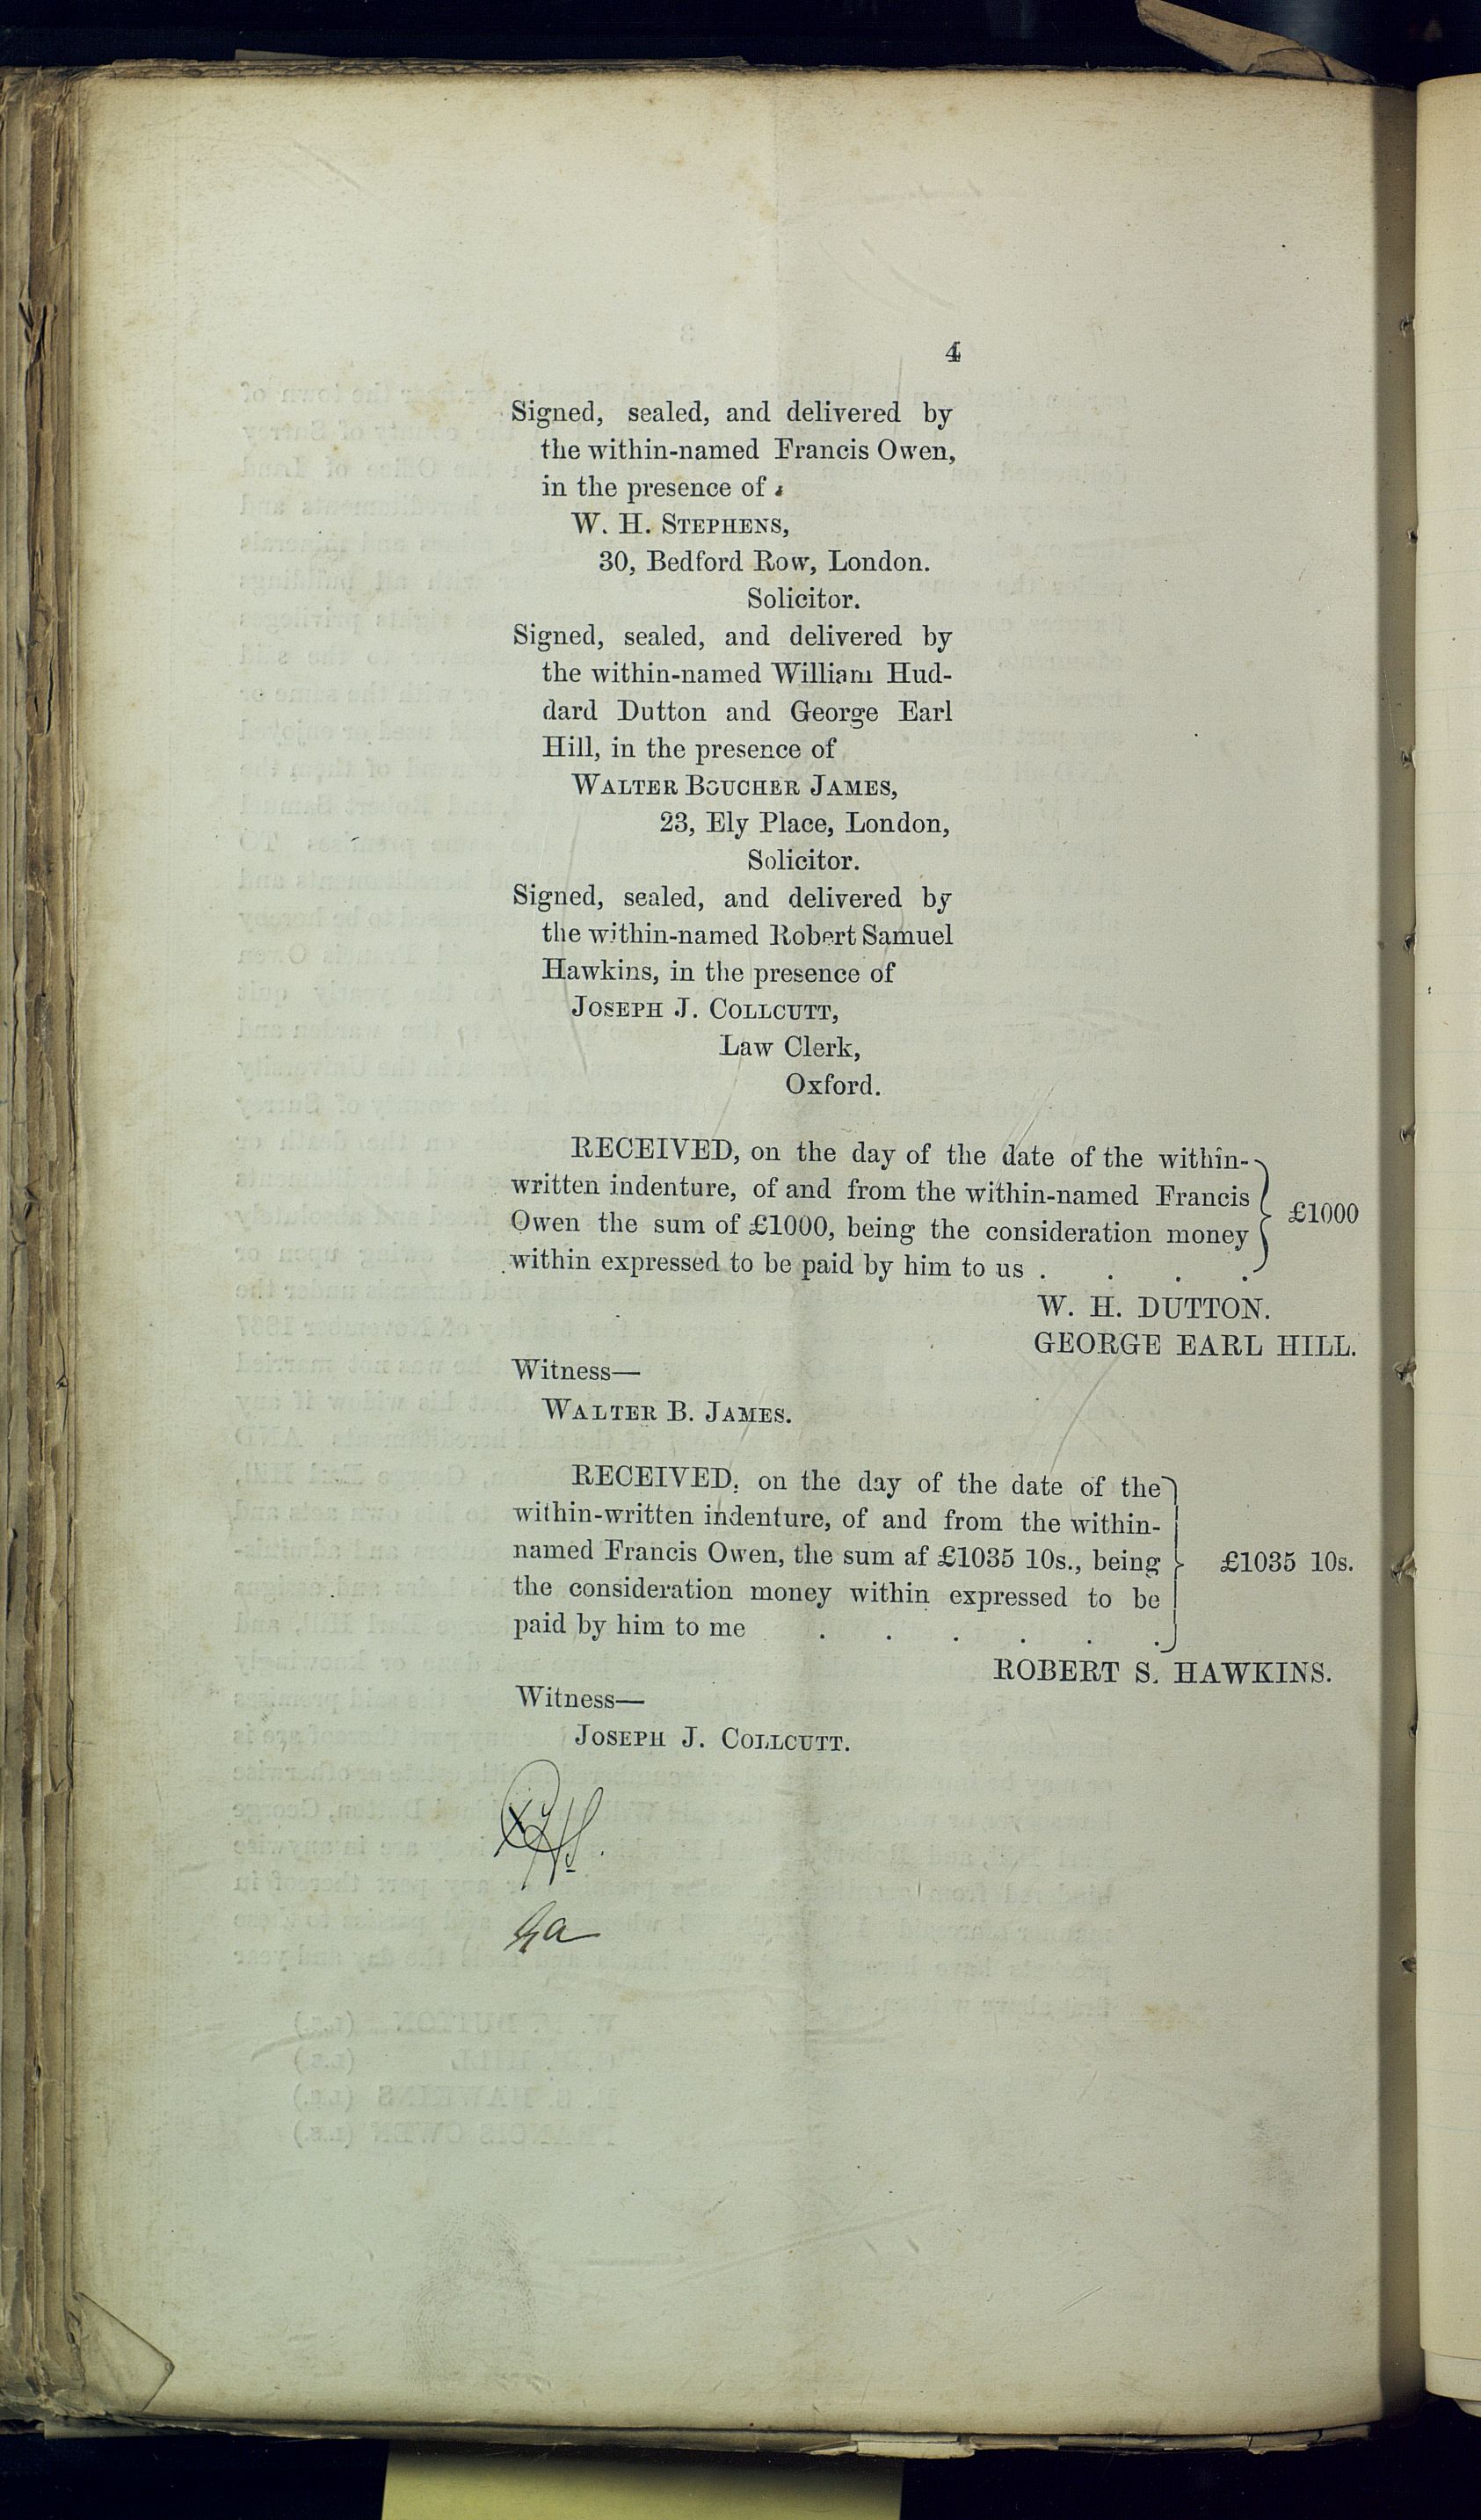 4
Signed, sealed, and delivered by
the within-named Francis Owen,
in the presence of
W. H. STEPHENS,
30, Bedford Row, London.
Solicitor.
Signed, sealed, and delivered by
the within-named William Hud-
dard Dutton and George Earl
Hill, in the presence of
WALTER BOUCHER JAMES,
23, Ely Place, London,
Solicitor.
Signed, sealed, and delivered by
the within-named Robert Samuel
Hawkins, in the presence of
JOSEPH J. COLLCUTT,
Law Clerk,
Oxford.
RECEIVED, on the day of the date of the within-
written indenture, of and from the within-named Francis
Owen the sum of £1000, being the consideration money
within expressed to be paid by him to us . . . .
£1000
W. H. DUTTON.
GEORGE EARL HILL.
Witness—
WALTER B. JAMES.
RECEIVED, on the day of the date of the
within-written indenture, of and from the within-
named Francis Owen, the sum af £1035 10s., being
the consideration money within expressed to be
paid by him to me . . . . . .
£1035 10s.
ROBERT S. HAWKINS.
Witness—
JOSEPH J. COLLCUTT.